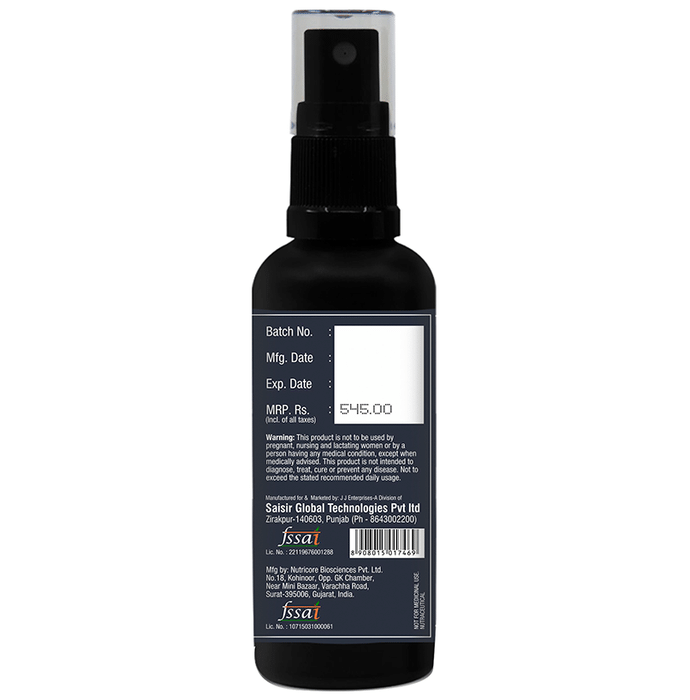 Batch No. :
Mfg. Date :
Exp. Date :
MRP. Rs. : 545.00
(Incl. of all taxes)
Warning: This product is not to be used by
pregnant, nursing and lactating women or by a
person having any medical condition, except when
medically advised. This product is not intended to
diagnose, treat, cure or prevent any disease. Not to
exceed the stated recommended daily usage.
Manufactured for & Marketed by: J J Enterprises-A Division of
Saisir Global Technologies Pvt ltd
Zirakpur-140603, Punjab (Ph - 8643002200)
fssai
Lic. No. : 22119676001288
8 908015 017469
Mfg by: Nutricore Biosciences Pvt. Ltd.
No.18, Kohinoor, Opp. GK Chamber,
Near Mini Bazaar, Varachha Road,
Surat-395006, Gujarat, India.
fssai
Lic. No. : 10715031000061
NOT FOR MEDICINAL USE.
NUTRACEUTICAL